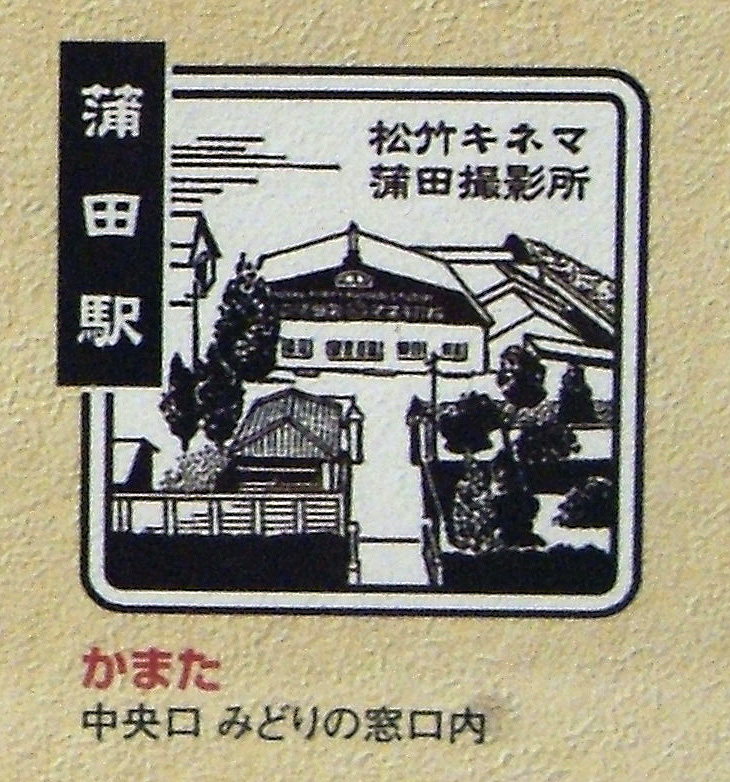 蒲田駅
松竹キネマ
蒲田撮影所
かまた
中央口 みどりの窓口内